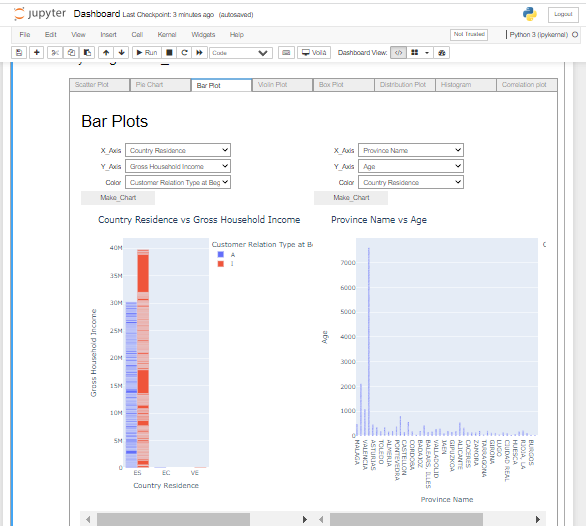 jupyter Dashboard Last Checkpoint: 3 minutes ago (autosaved)
Logout
File Edit View Insert Cell Kernel Widgets Help
Not Trusted
Python 3 (ipykernel)
Run
Code
Voilà
Dashboard View:
Scatter Plot
Pie Chart
Bar Plot
Violin Plot
Box Plot
Distribution Plot
Histogram
Correlation plot
Bar Plots
X_Axis Country Residence
Y_Axis Gross Household Income
Color Customer Relation Type at Beg
Make_Chart
X_Axis Province Name
Y_Axis Age
Color Country Residence
Make_Chart
Country Residence vs Gross Household Income
Customer Relation Type at Be
A
I
40M
35M
30M
25M
20M
15M
10M
5M
0
Gross Household Income
ES
EC
VE
Country Residence
Province Name vs Age
C
7000
6000
5000
4000
3000
2000
1000
0
Age
MALAGA
VALENCIA
ASTURIAS
TOLEDO
ALMERIA
PONTEVEDRA
CASTELLON
CORDOBA
BADAJOZ
BALEARS, ILLES
VALLADOLID
JAEN
GIPUZKOA
ALICANTE
CACERES
ZAMORA
TARRAGONA
GIRONA
LUGO
CIUDAD REAL
HUESCA
RIOJA, LA
BURGOS
Province Name